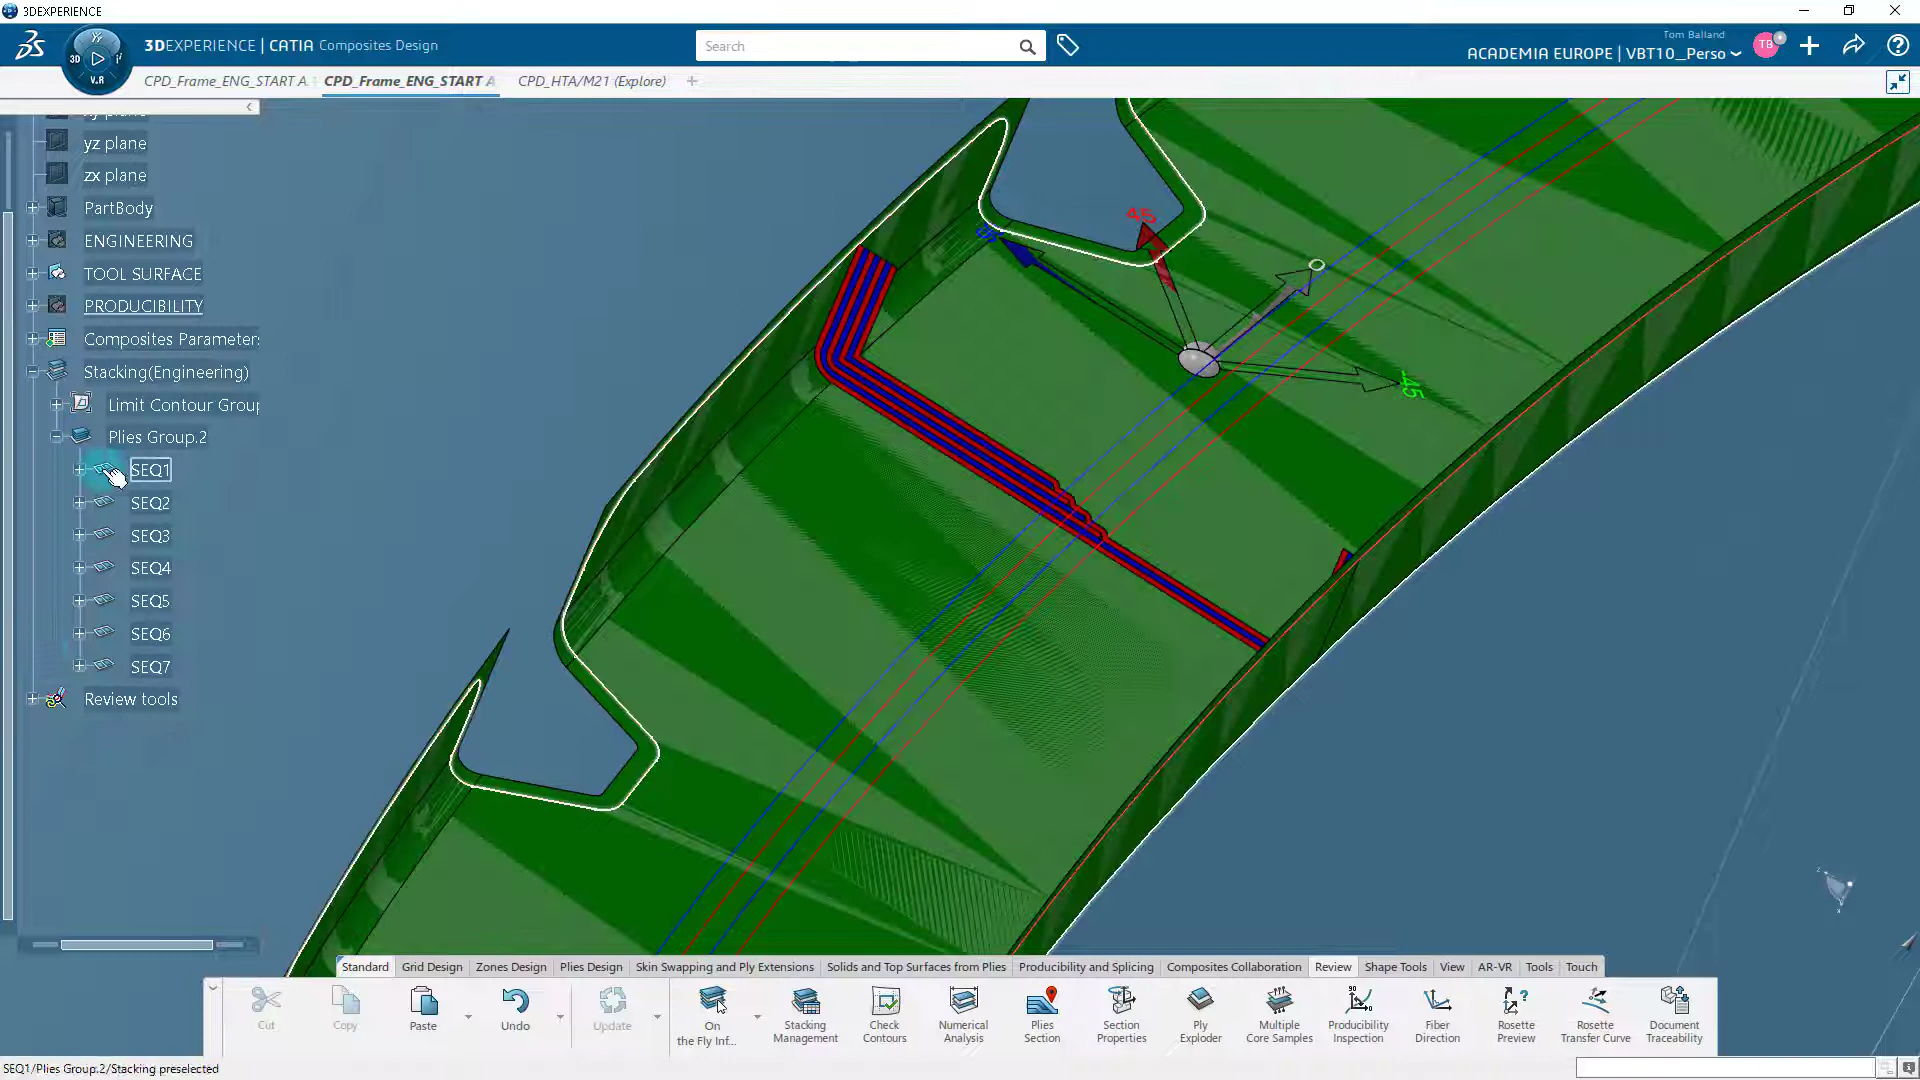 3DEXPERIENCE
3DEXPERIENCE | CATIA Composites Design
Search
Tom Balland
ACADEMIA EUROPE | VBT10__Perso
TB
3D
V.R
CPD_Frame_ENG_START A.
CPD_Frame_ENG_START A
CPD_HTA/M21 (Explore)
xy plane
yz plane
zx plane
PartBody
ENGINEERING
TOOL SURFACE
PRODUCIBILITY
Composites Parameters
Stacking(Engineering)
Limit Contour Group
Plies Group.2
SEQ1
SEQ2
SEQ3
SEQ4
SEQ5
SEQ6
SEQ7
Review tools
45
-45
Standard
Grid Design
Zones Design
Plies Design
Skin Swapping and Ply Extensions
Solids and Top Surfaces from Plies
Producibility and Splicing
Composites Collaboration
Review
Shape Tools
View
AR-VR
Tools
Touch
Cut
Copy
Paste
Undo
Update
On the Fly Inf...
Stacking Management
Check Contours
Numerical Analysis
Plies Section
Section Properties
Ply Exploder
Multiple Core Samples
Producibility Inspection
Fiber Direction
Rosette Preview
Rosette Transfer Curve
Document Traceability
SEQ1/Plies Group.2/Stacking preselected